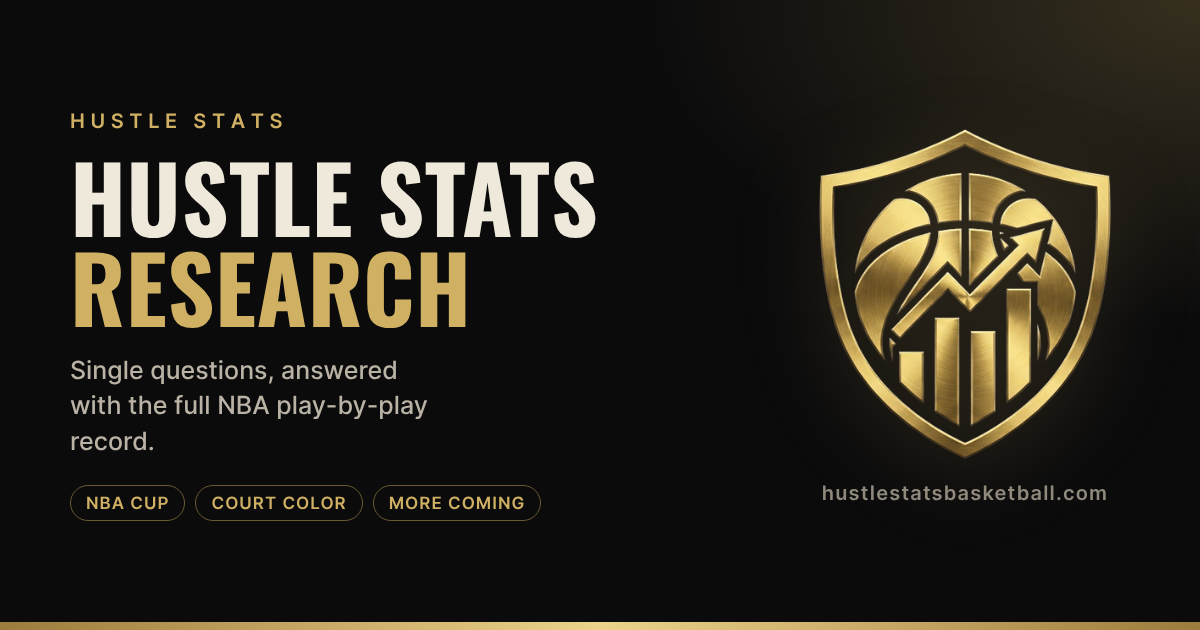 HUSTLE STATS
HUSTLE STATS
RESEARCH
Single questions, answered
with the full NBA play-by-play
record.
NBA CUP
COURT COLOR
MORE COMING
hustlestatsbasketball.com